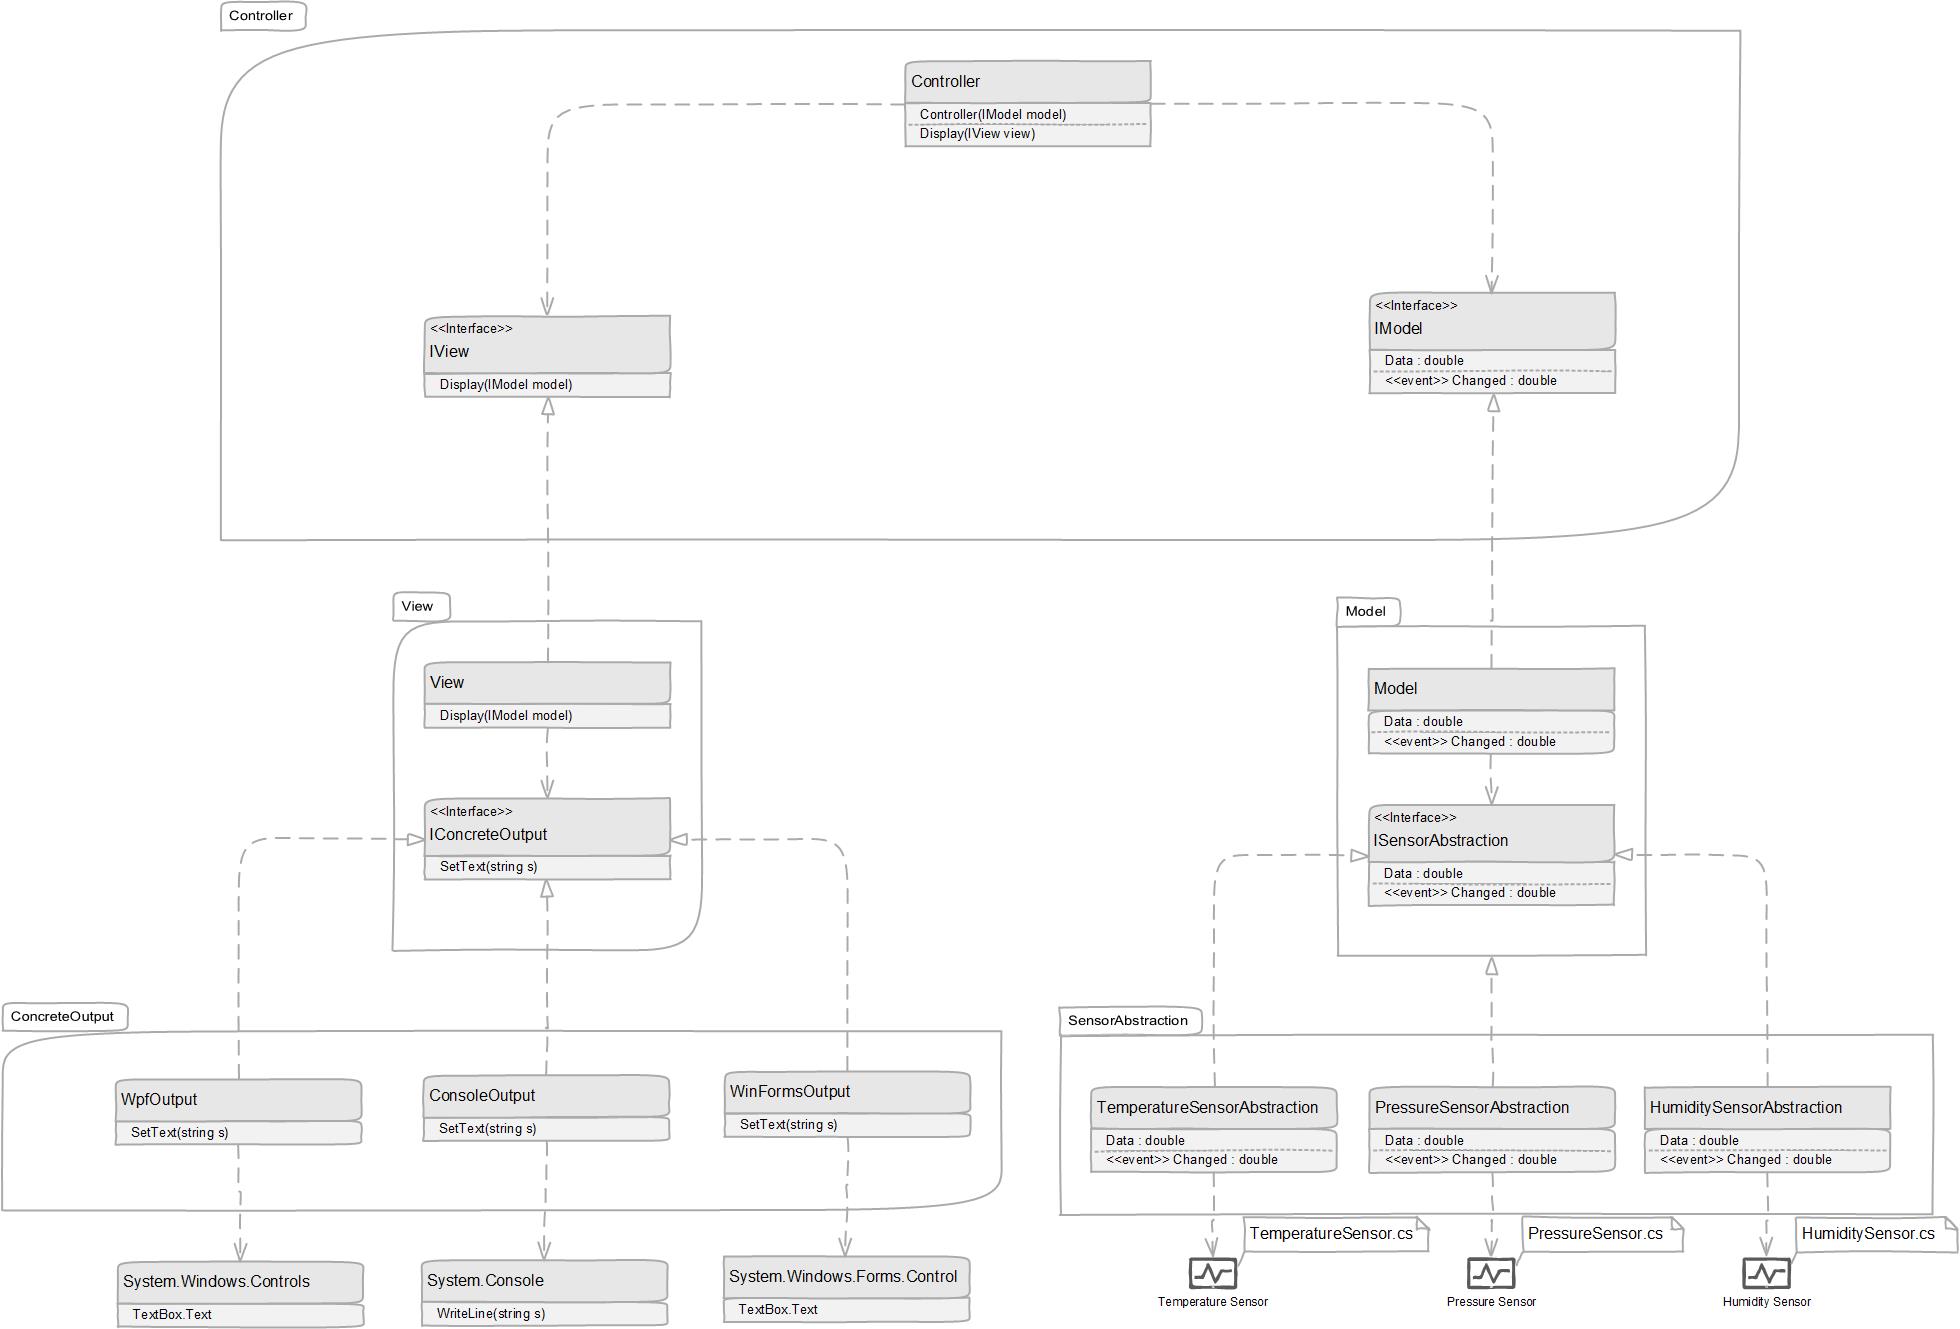 Controller
Controller
Controller(IModel model)
Display(IView view)
<<Interface>>
IView
Display(IModel model)
<<Interface>>
IModel
Data : double
<<event>> Changed : double
View
View
Display(IModel model)
<<Interface>>
IConcreteOutput
SetText(string s)
Model
Model
Data : double
<<event>> Changed : double
<<Interface>>
ISensorAbstraction
Data : double
<<event>> Changed : double
ConcreteOutput
WpfOutput
SetText(string s)
ConsoleOutput
SetText(string s)
WinFormsOutput
SetText(string s)
System.Windows.Controls
TextBox.Text
System.Console
WriteLine(string s)
System.Windows.Forms.Control
TextBox.Text
SensorAbstraction
TemperatureSensorAbstraction
Data : double
<<event>> Changed : double
PressureSensorAbstraction
Data : double
<<event>> Changed : double
HumiditySensorAbstraction
Data : double
<<event>> Changed : double
TemperatureSensor.cs
Temperature Sensor
PressureSensor.cs
Pressure Sensor
HumiditySensor.cs
Humidity Sensor